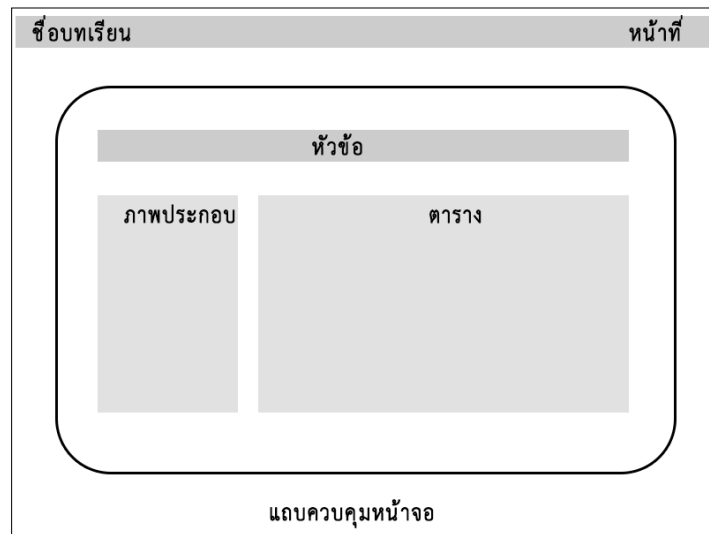 ชื่อบทเรียน หน้าที่
หัวข้อ
ภาพประกอบ ตาราง
แถบควบคุมหน้าจอ